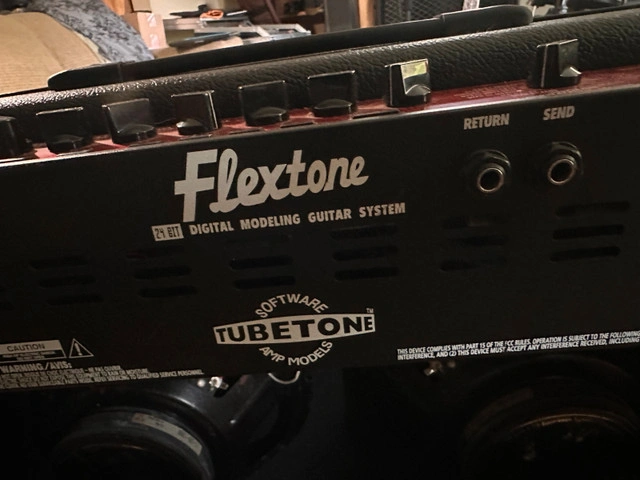 RETURN
SEND
Flextone
24 BIT DIGITAL MODELING GUITAR SYSTEM
SOFTWARE
TUBETONE™
AMP MODELS
CAUTION
WARNING/AVIS:
THIS DEVICE COMPLIES WITH PART 15 OF THE FCC RULES. OPERATION IS SUBJECT TO THE FOLLOWING
INTERFERENCE, AND (2) THIS DEVICE MUST ACCEPT ANY INTERFERENCE RECEIVED, INCLUDING